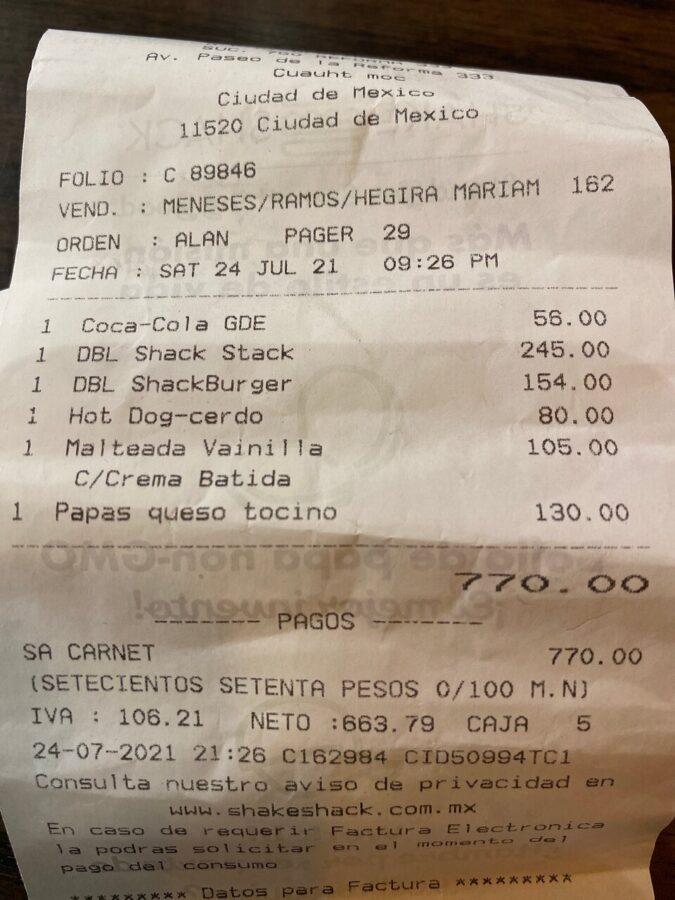 SUC. 760 REFORMA 333
Av. Paseo de la Reforma 333
Cuauht moc
Ciudad de Mexico
11520 Ciudad de Mexico
FOLIO : C 89846
VEND. : MENESES/RAMOS/HEGIRA MARIAM 162
ORDEN : ALAN PAGER 29
FECHA : SAT 24 JUL 21 09:26 PM
1 Coca-Cola GDE 56.00
1 DBL Shack Stack 245.00
1 DBL ShackBurger 154.00
1 Hot Dog-cerdo 80.00
1 Malteada Vainilla 105.00
C/Crema Batida
1 Papas queso tocino 130.00
770.00
------- PAGOS -------
SA CARNET 770.00
(SETECIENTOS SETENTA PESOS 0/100 M.N)
IVA : 106.21 NETO :663.79 CAJA 5
24-07-2021 21:26 C162984 CID50994TC1
Consulta nuestro aviso de privacidad en
www.shakeshack.com.mx
En caso de requerir Factura Electronica
la podras solicitar en el momento del
pago del consumo
********* Datos para Factura *********